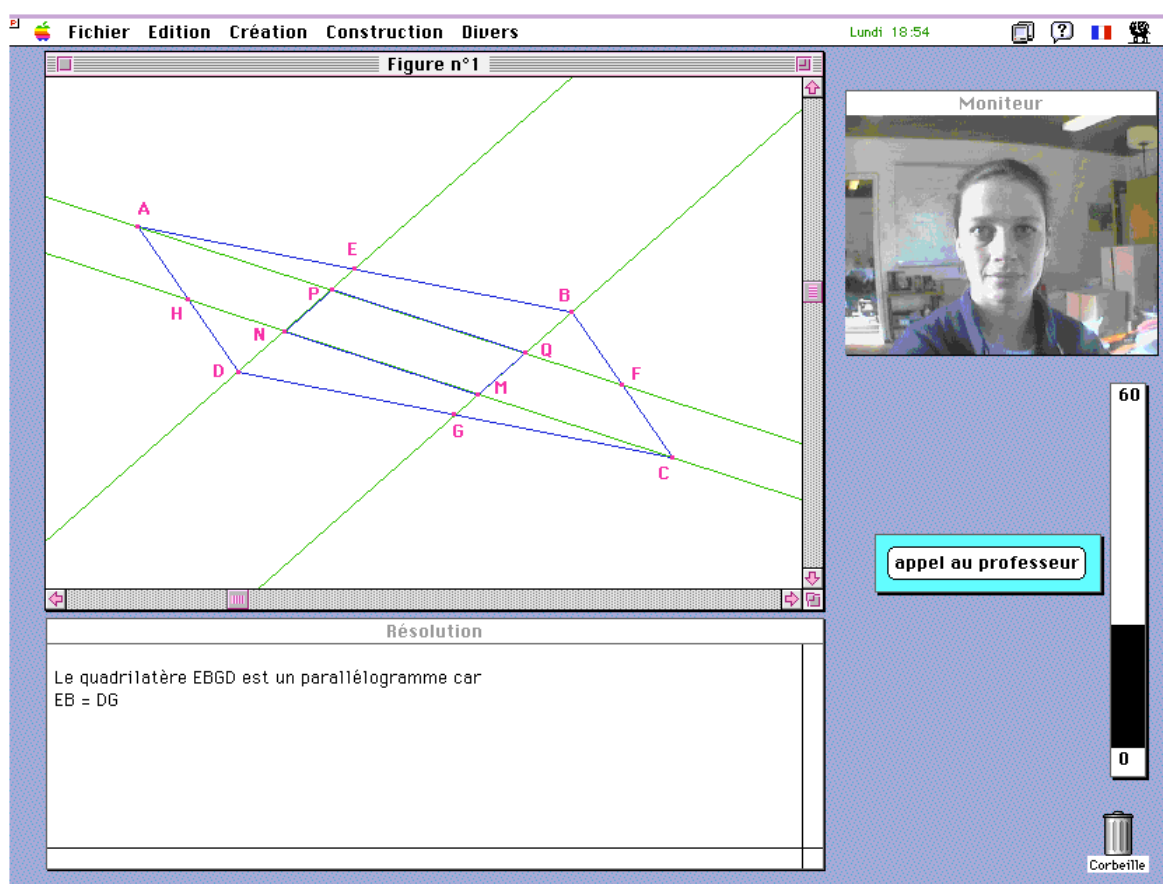 Fichier Edition Création Construction Divers Lundi 18:54
Figure n°1
A
E
B
P
H
N
Q
D
F
M
G
C
Résolution
Le quadrilatère EBGD est un parallélogramme car
EB = DG
Moniteur
60
appel au professeur
0
Corbeille